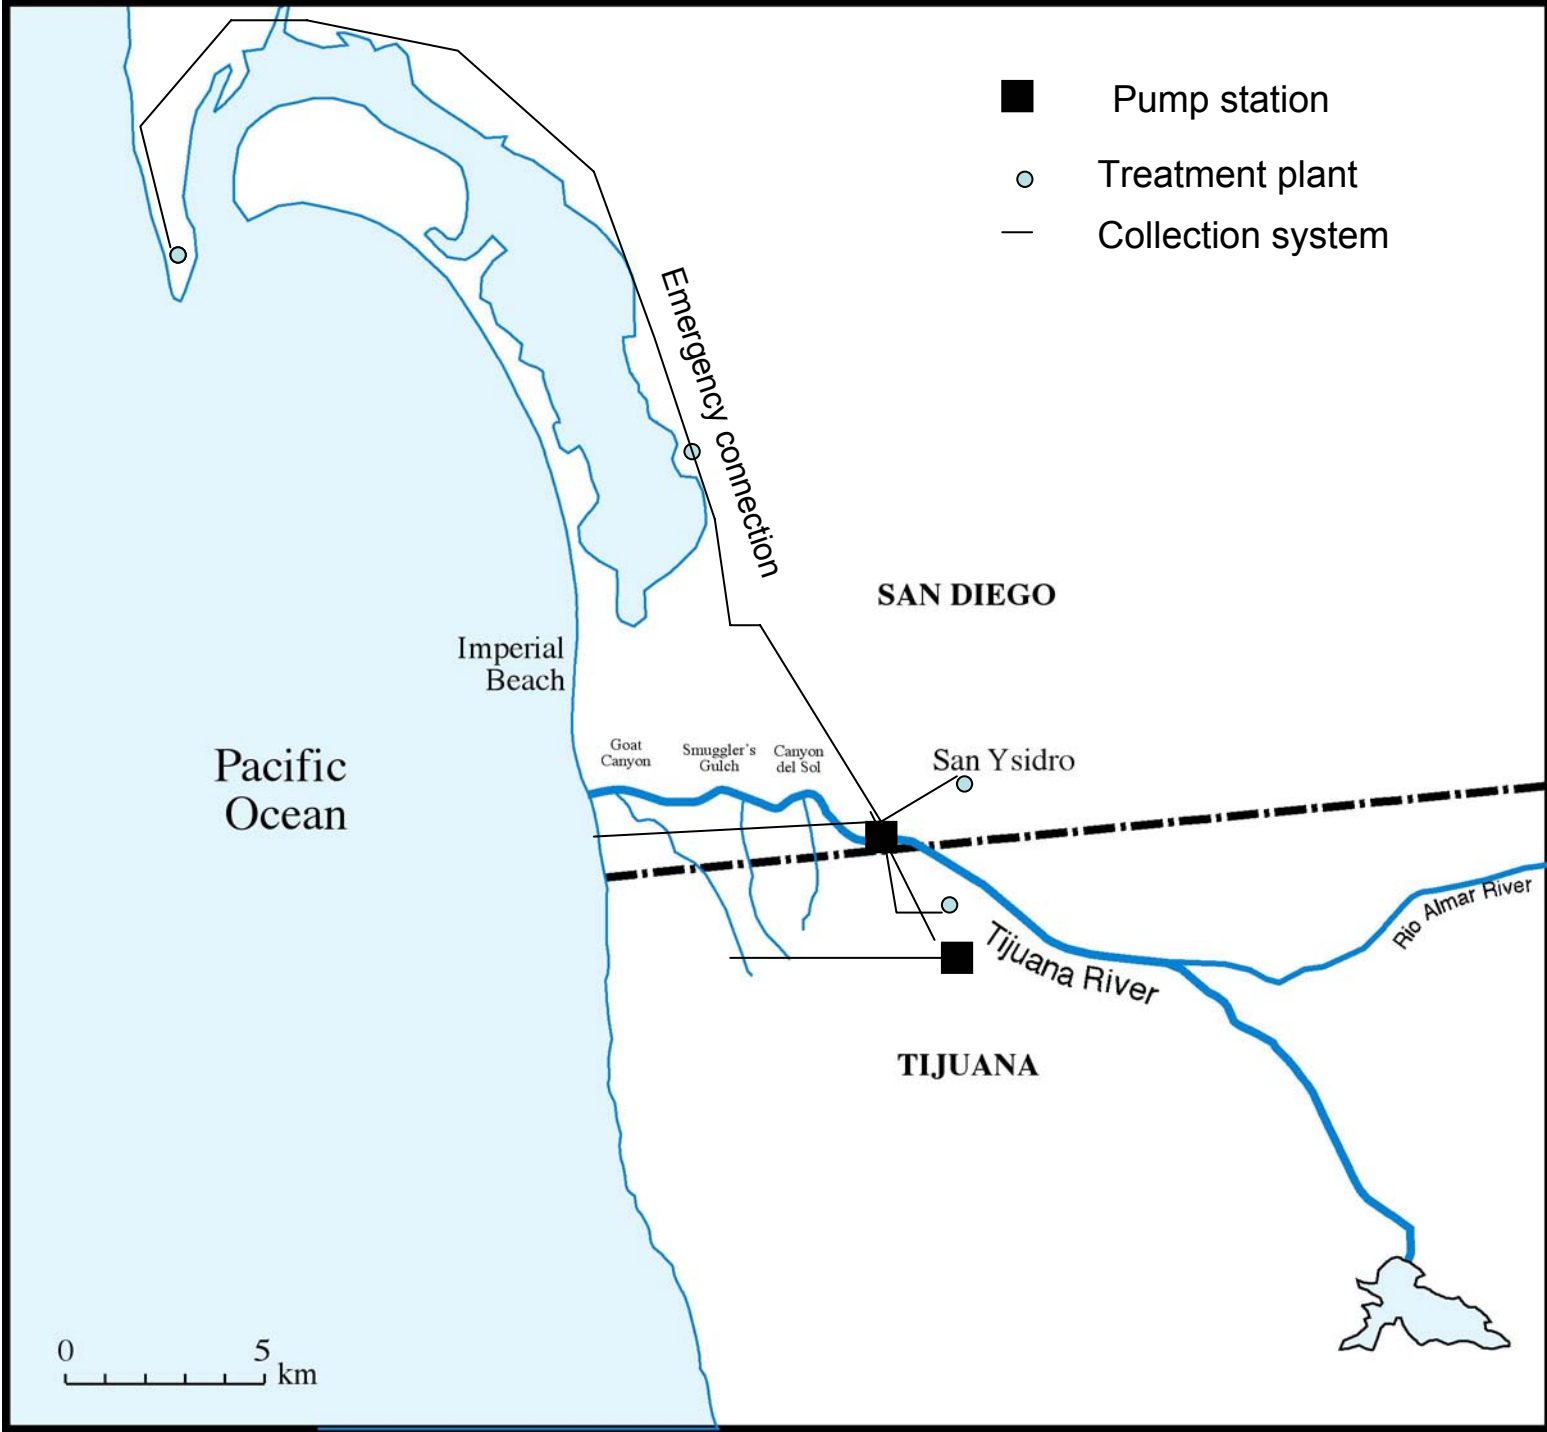 Pump station
Treatment plant
Collection system
Emergency connection
SAN DIEGO
Imperial
Beach
Goat
Canyon
Smuggler's
Gulch
Canyon
del Sol
San Ysidro
Pacific
Ocean
Rio Almar River
Tijuana River
TIJUANA
0 5
km